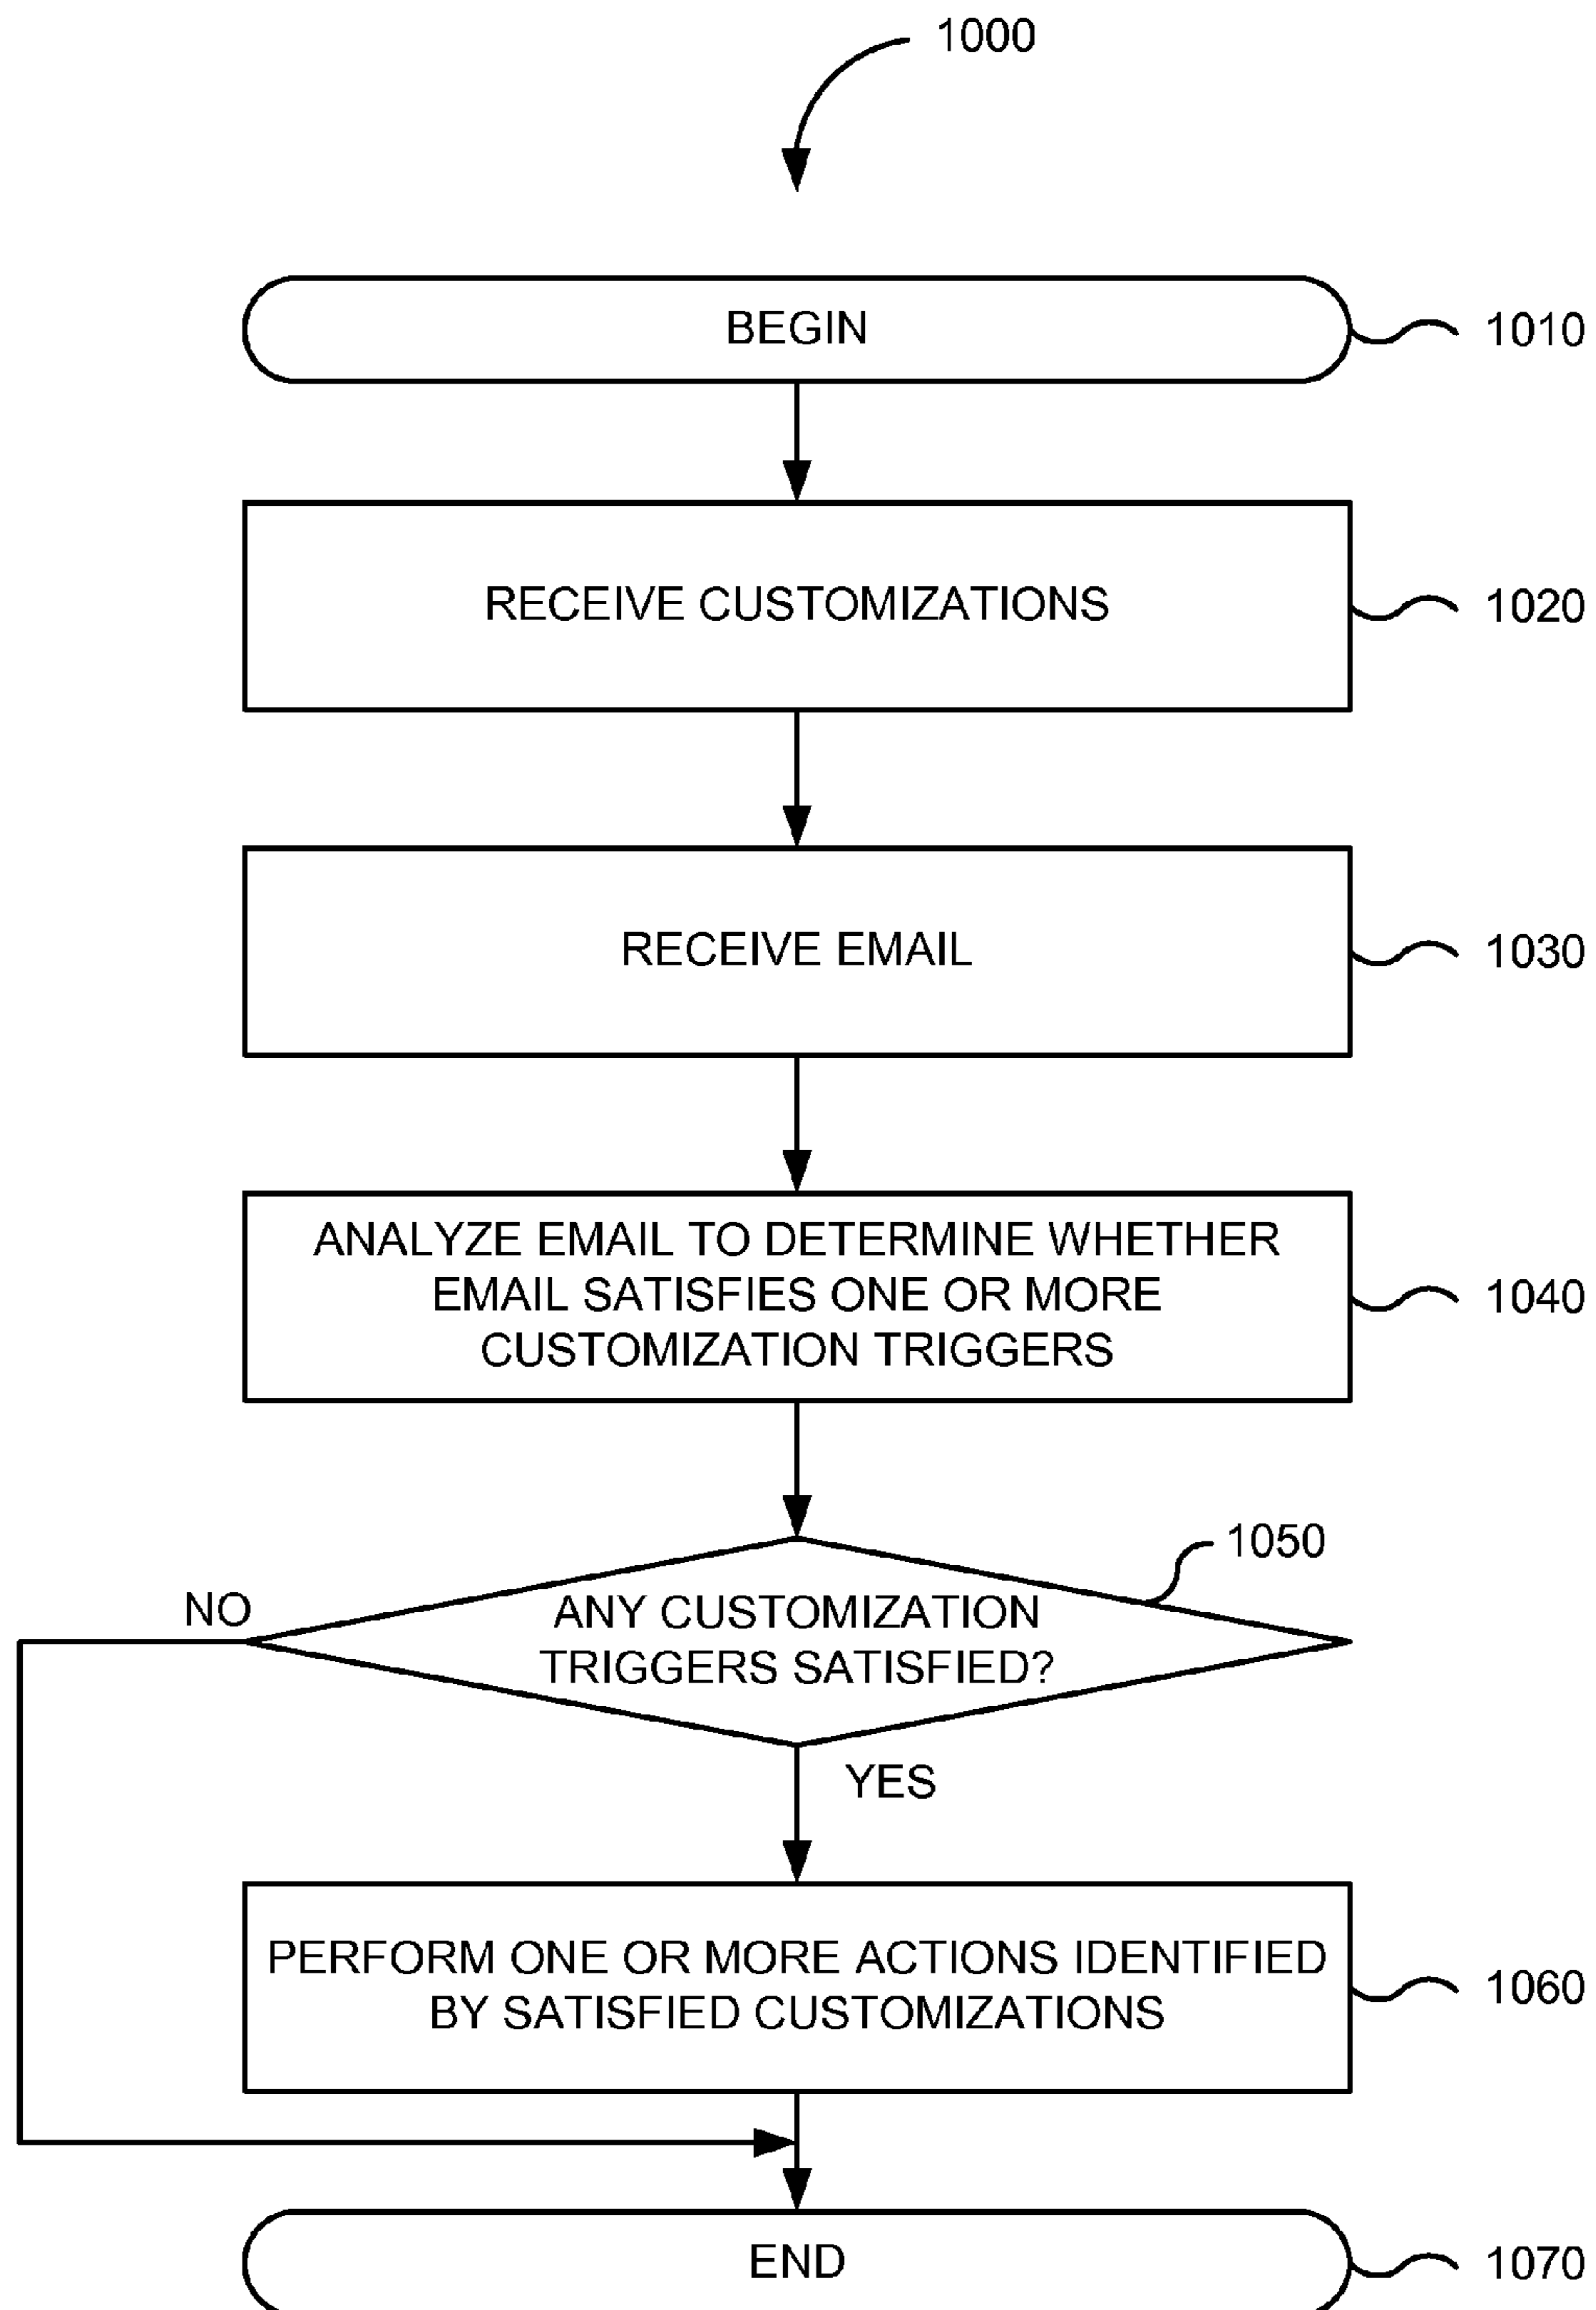 1000
BEGIN
1010
RECEIVE CUSTOMIZATIONS
1020
RECEIVE EMAIL
1030
ANALYZE EMAIL TO DETERMINE WHETHER
EMAIL SATISFIES ONE OR MORE
CUSTOMIZATION TRIGGERS
1040
1050
NO
ANY CUSTOMIZATION
TRIGGERS SATISFIED?
YES
PERFORM ONE OR MORE ACTIONS IDENTIFIED
BY SATISFIED CUSTOMIZATIONS
1060
END
1070